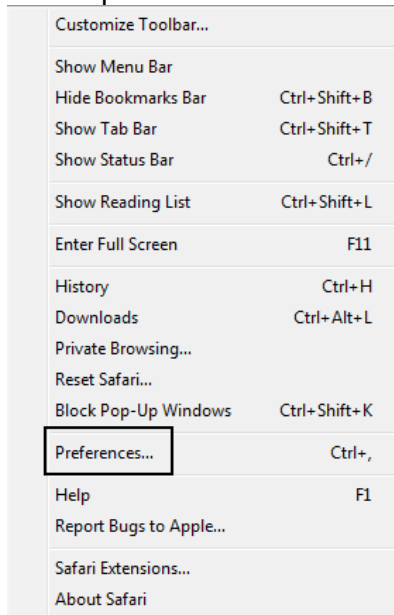 Customize Toolbar...
Show Menu Bar
Hide Bookmarks Bar Ctrl+Shift+B
Show Tab Bar Ctrl+Shift+T
Show Status Bar Ctrl+/
Show Reading List Ctrl+Shift+L
Enter Full Screen F11
History Ctrl+H
Downloads Ctrl+Alt+L
Private Browsing...
Reset Safari...
Block Pop-Up Windows Ctrl+Shift+K
Preferences... Ctrl+,
Help F1
Report Bugs to Apple...
Safari Extensions...
About Safari